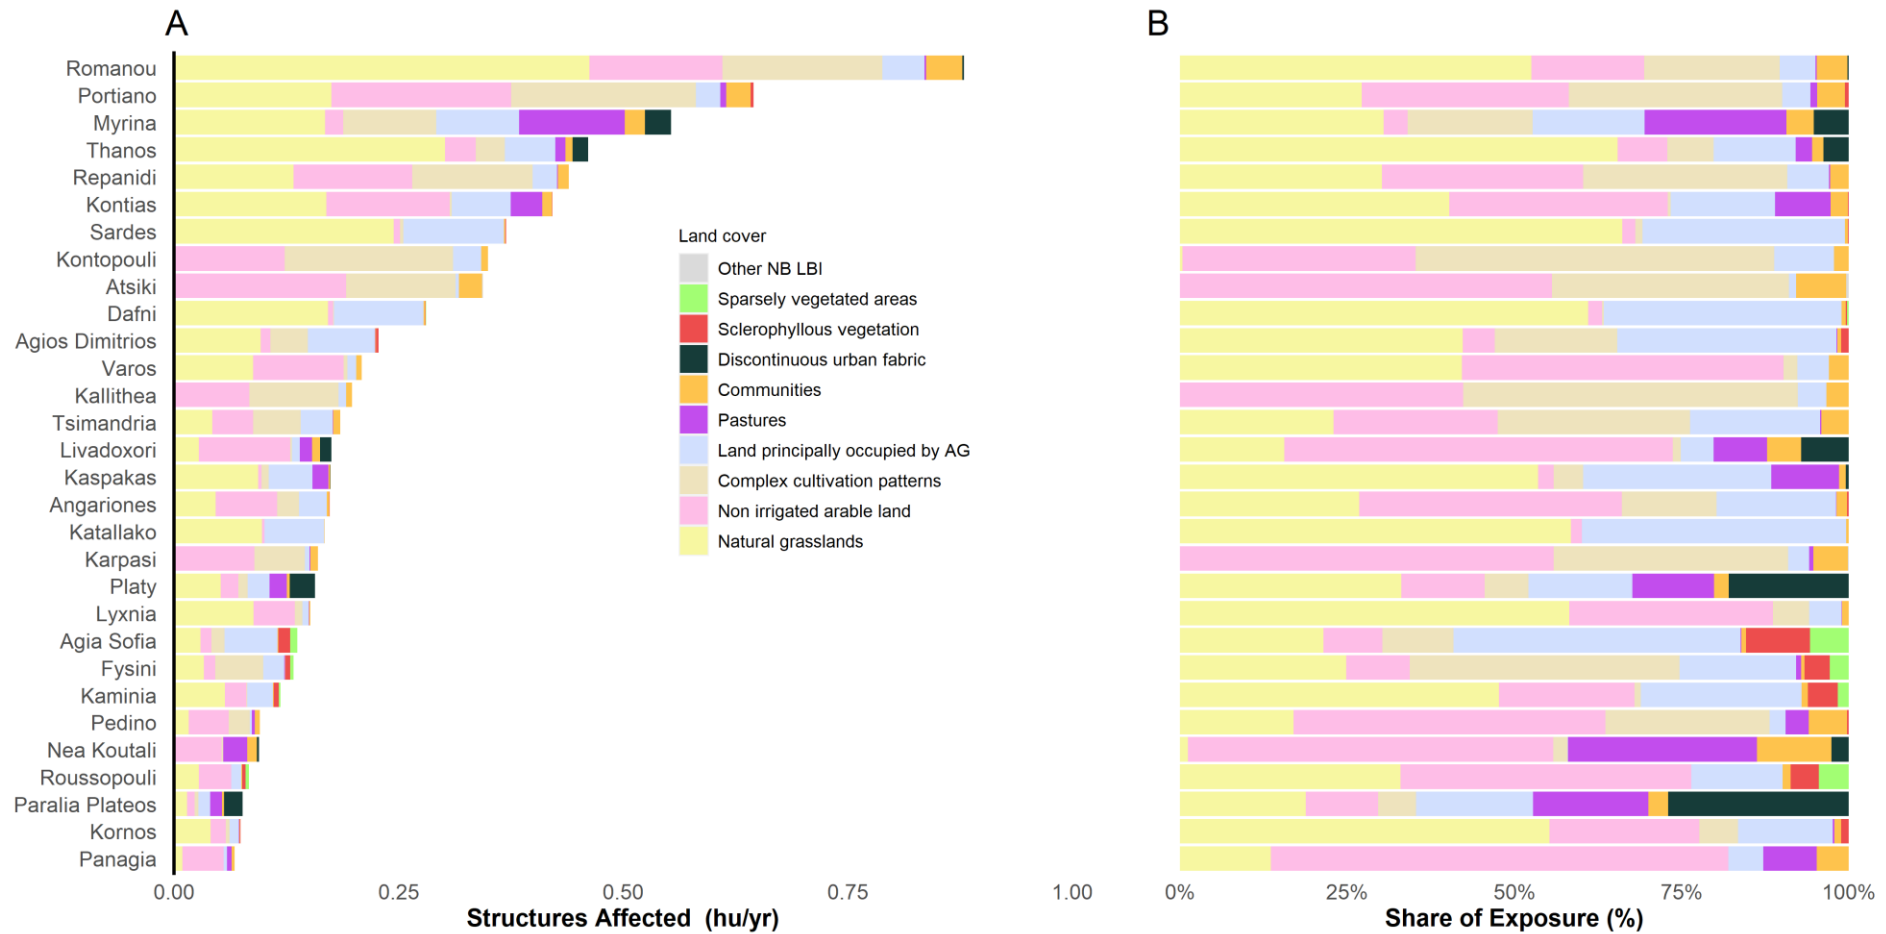 A
B
Romanou
Portiano
Myrina
Thanos
Repanidi
Kontias
Sardes
Kontopouli
Atsiki
Dafni
Agios Dimitrios
Varos
Kallithea
Tsimandria
Livadoxori
Kaspakas
Angariones
Katallako
Karpasi
Platy
Lyxnia
Agia Sofia
Fysini
Kaminia
Pedino
Nea Koutali
Roussopouli
Paralia Plateos
Kornos
Panagia
Land cover
Other NB LBI
Sparsely vegetated areas
Sclerophyllous vegetation
Discontinuous urban fabric
Communities
Pastures
Land principally occupied by AG
Complex cultivation patterns
Non irrigated arable land
Natural grasslands
0.00 0.25 0.50 0.75 1.00
Structures Affected (hu/yr)
0% 25% 50% 75% 100%
Share of Exposure (%)